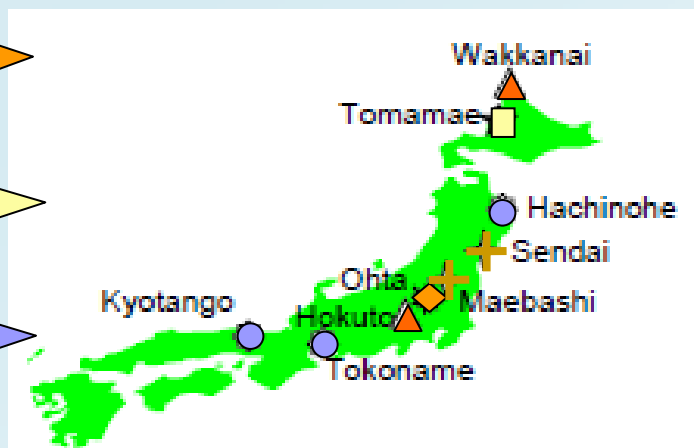 Wakkanai
Tomamae
Hachinohe
Sendai
Ohta
Maebashi
Kyotango
Hokuto
Tokoname